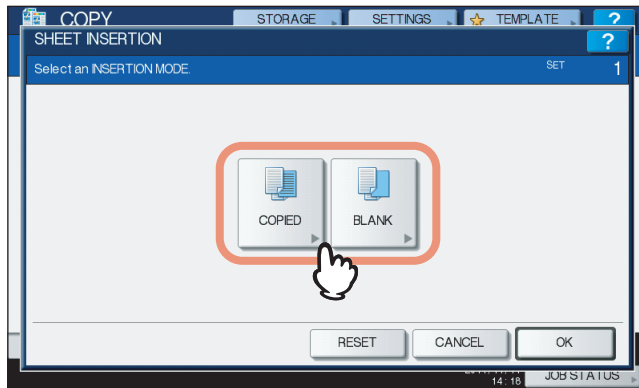 COPY STORAGE SETTINGS TEMPLATE ?
SHEET INSERTION ?
Select an INSERTION MODE. SET 1
COPIED BLANK
RESET CANCEL OK
14:16 JOB STATUS